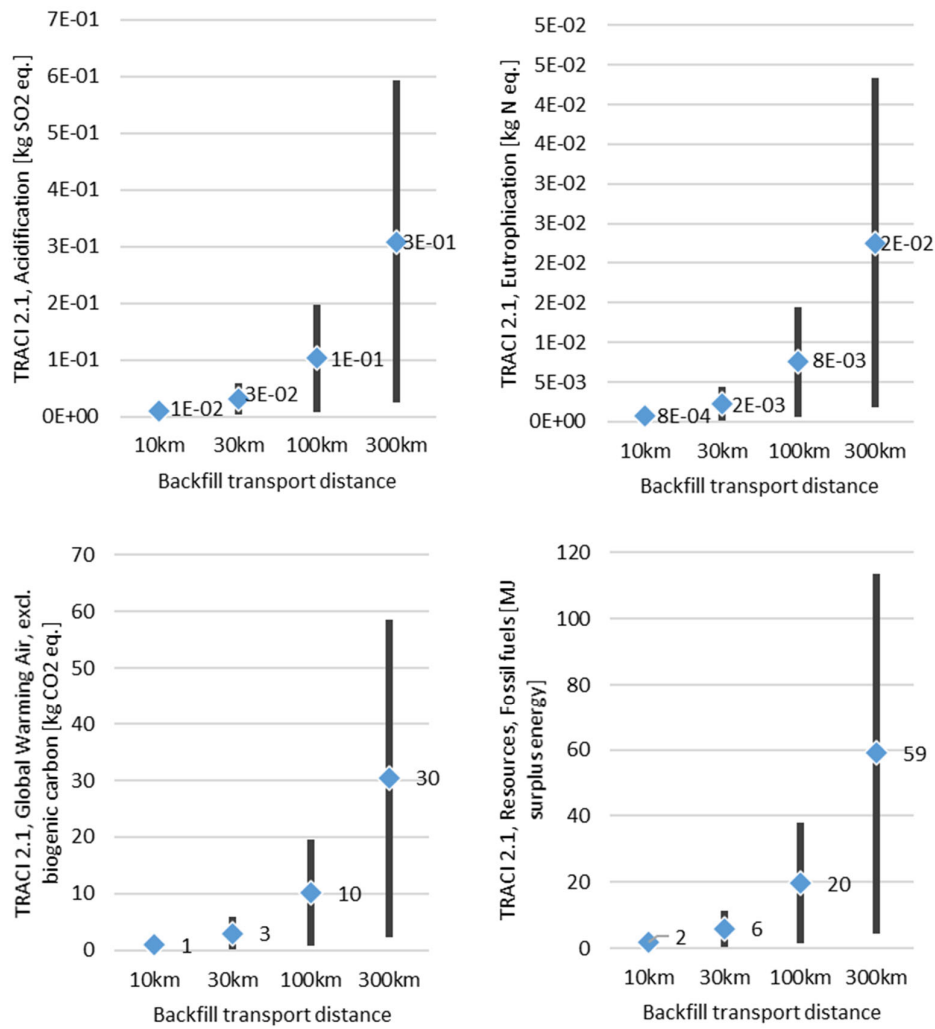 TRACI 2.1, Acidification [kg SO2 eq.]
7E-01
6E-01
5E-01
4E-01
3E-01
2E-01
1E-01
0E+00
1E-02
3E-02
1E-01
3E-01
10km 30km 100km 300km
Backfill transport distance
TRACI 2.1, Eutrophication [kg N eq.]
5E-02
5E-02
4E-02
4E-02
3E-02
3E-02
2E-02
2E-02
1E-02
5E-03
0E+00
8E-04
2E-03
8E-03
2E-02
10km 30km 100km 300km
Backfill transport distance
TRACI 2.1, Global Warming Air, excl.
biogenic carbon [kg CO2 eq.]
70
60
50
40
30
20
10
0
1
3
10
30
10km 30km 100km 300km
Backfill transport distance
TRACI 2.1, Resources, Fossil fuels [MJ
surplus energy]
120
100
80
60
40
20
0
2
6
20
59
10km 30km 100km 300km
Backfill transport distance